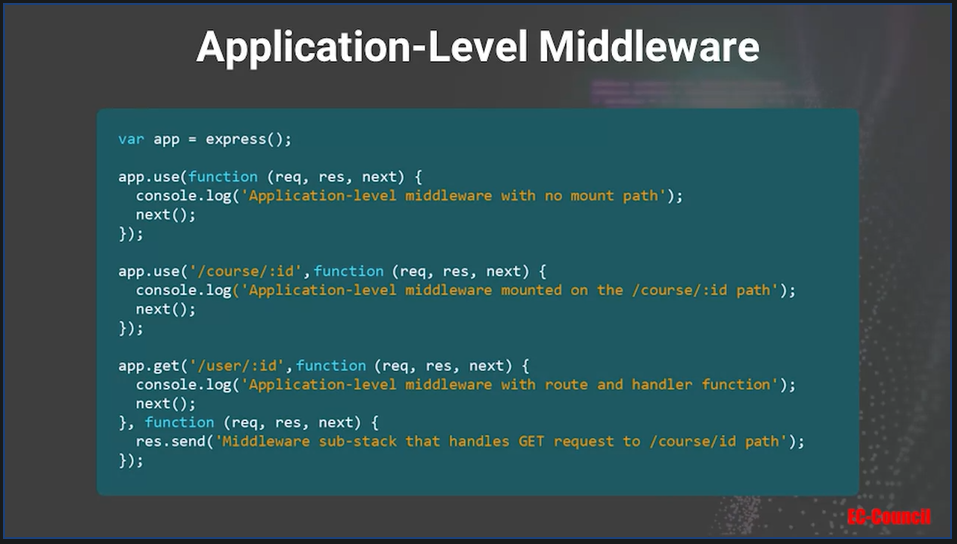 Application-Level Middleware
var app = express();
app.use(function (req, res, next) {
  console.log('Application-level middleware with no mount path');
  next();
});
app.use('/course/:id',function (req, res, next) {
  console.log('Application-level middleware mounted on the /course/:id path');
  next();
});
app.get('/user/:id',function (req, res, next) {
  console.log('Application-level middleware with route and handler function');
  next();
}, function (req, res, next) {
  res.send('Middleware sub-stack that handles GET request to /course/id path');
});
EC-Council